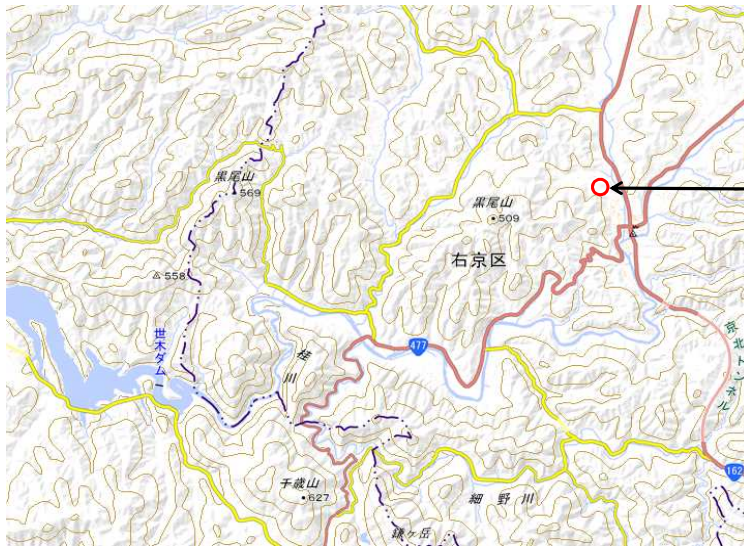 黒尾山
569
黒尾山
509
右京区
558
世木ダム
桂川
477
京北トンネル
162
千歳山
627
細野川
鎌ヶ岳